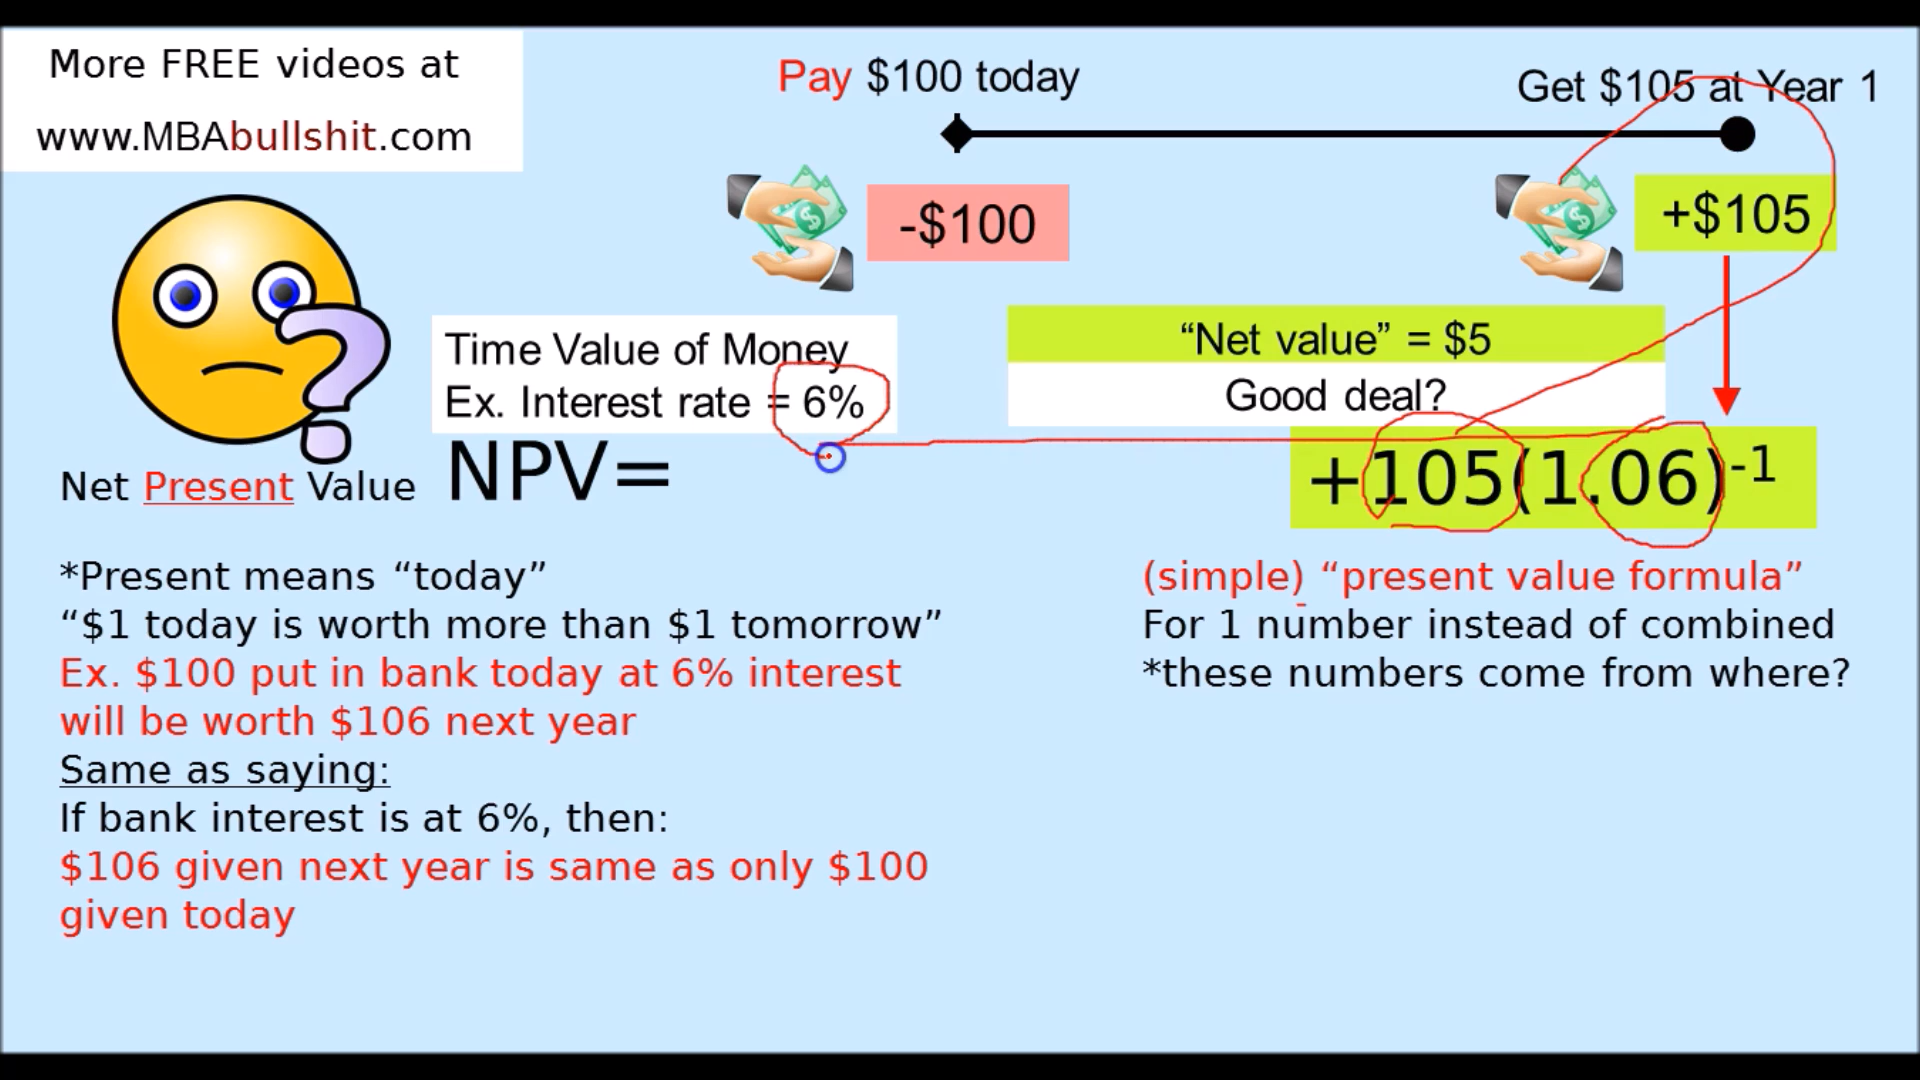 More FREE videos at
www.MBAbullshit.com
Pay $100 today
Get $105 at Year 1
-$100
+$105
Time Value of Money
Ex. Interest rate = 6%
“Net value” = $5
Good deal?
Net Present Value
NPV=
+105(1.06)-1
*Present means “today”
“$1 today is worth more than $1 tomorrow”
Ex. $100 put in bank today at 6% interest
will be worth $106 next year
Same as saying:
If bank interest is at 6%, then:
$106 given next year is same as only $100
given today
(simple) “present value formula”
For 1 number instead of combined
*these numbers come from where?